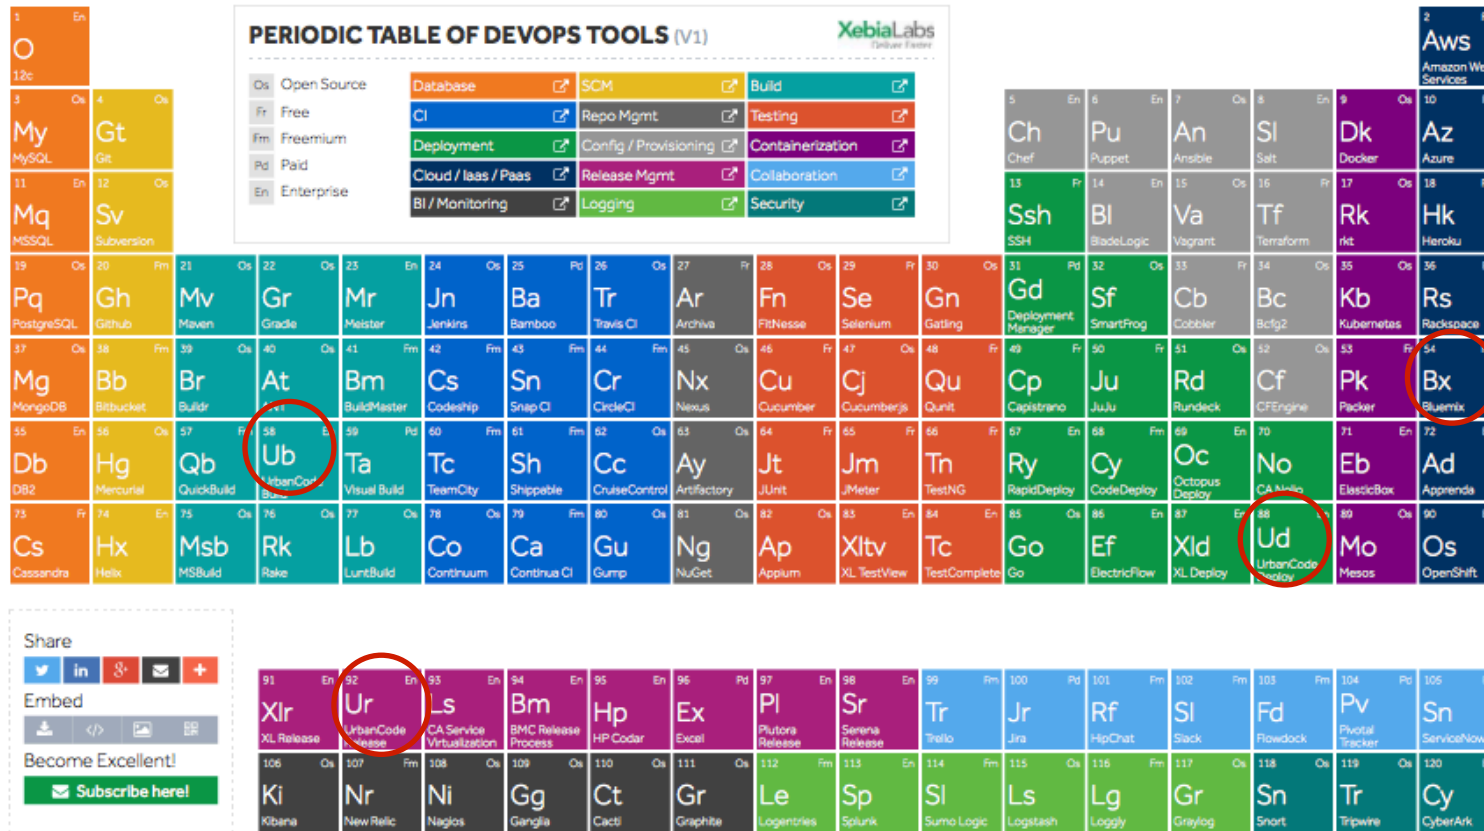 PERIODIC TABLE OF DEVOPS TOOLS (V1)
XebiaLabs
Deliver Faster
Os Open Source
Fr Free
Fm Freemium
Pd Paid
En Enterprise
Database SCM Build
CI Repo Mgmt Testing
Deployment Config / Provisioning Containerization
Cloud / Iaas / Paas Release Mgmt Collaboration
BI / Monitoring Logging Security
1 En 2
O Aws
12c Amazon We
Services
3 Os 4 Os 5 En 6 En 7 Os 8 En 9 Os 10
My Gt Ch Pu An Sl Dk Az
MySQL Git Chef Puppet Ansible Salt Docker Azure
11 En 12 Os 13 Fr 14 En 15 Os 16 Fr 17 Os 18
Mq Sv Ssh Bl Va Tf Rk Hk
MSSQL Subversion SSH BladeLogic Vagrant Terraform rkt Heroku
19 Os 20 Fm 21 Os 22 Os 23 En 24 Os 25 Pd 26 Os 27 Fr 28 Os 29 Fr 30 Os 31 Pd 32 Os 33 Fr 34 Os 35 Os 36
Pq Gh Mv Gr Mr Jn Ba Tr Ar Fn Se Gn Gd Sf Cb Bc Kb Rs
PostgreSQL Github Maven Gradle Meister Jenkins Bamboo Travis CI Archiva FitNesse Selenium Gatling Deployment Manager SmartFrog Cobbler Bcfg2 Kubernetes Rackspace
37 Os 38 Fm 39 Os 40 Os 41 Fm 42 Fm 43 Fm 44 Fm 45 Os 46 Fr 47 Os 48 Fr 49 Fr 50 Fr 51 Os 52 Os 53 Fr 54
Mg Bb Br At Bm Cs Sn Cr Nx Cu Cj Qu Cp Ju Rd Cf Pk Bx
MongoDB Bitbucket Buildr ANT BuildMaster Codeship Snap CI CircleCI Nexus Cucumber Cucumber.js Qunit Capistrano JuJu Rundeck CFEngine Packer Bluemix
55 En 56 Os 57 Fm 58 59 Pd 60 Fm 61 Fm 62 Os 63 Os 64 Fr 65 Fr 66 Fr 67 En 68 Fm 69 En 70 71 En 72
Db Hg Qb Ub Ta Tc Sh Cc Ay Jt Jm Tn Ry Cy Oc No Eb Ad
DB2 Mercurial QuickBuild UrbanCode Build Visual Build TeamCity Shippable CruiseControl Artifactory JUnit JMeter TestNG RapidDeploy CodeDeploy Octopus Deploy CA Nolio ElasticBox Apprenda
73 Fr 74 En 75 Os 76 Os 77 Os 78 Os 79 Fm 80 Os 81 Os 82 Os 83 En 84 En 85 Os 86 En 87 En 88 En 89 Os 90
Cs Hx Msb Rk Lb Co Ca Gu Ng Ap Xltv Tc Go Ef Xld Ud Mo Os
Cassandra Helix MSBuild Rake LuntBuild Continuum Continua CI Gump NuGet Appium XL TestView TestComplete Go ElectricFlow XL Deploy UrbanCode Deploy Mesos OpenShift
Share
in g+
Embed
</>
Become Excellent!
Subscribe here!
91 En 92 En 93 En 94 En 95 En 96 Pd 97 En 98 En 99 Fm 100 Pd 101 Fm 102 Fm 103 Fm 104 Pd 105
Xlr Ur Ls Bm Hp Ex Pl Sr Tr Jr Rf Sl Fd Pv Sn
XL Release UrbanCode Release CA Service Virtualization BMC Release Process HP Codar Excel Plutora Release Serena Release Trello Jira HipChat Slack Flowdock Pivotal Tracker ServiceNow
106 Os 107 Fm 108 Os 109 Os 110 Os 111 Os 112 Fm 113 En 114 Fm 115 Os 116 Fm 117 Os 118 Os 119 Os 120
Ki Nr Ni Gg Ct Gr Le Sp Sl Ls Lg Gr Sn Tr Cy
Kibana New Relic Nagios Ganglia Cacti Graphite Logentries Splunk Sumo Logic Logstash Loggly Graylog Snort Tripwire CyberArk